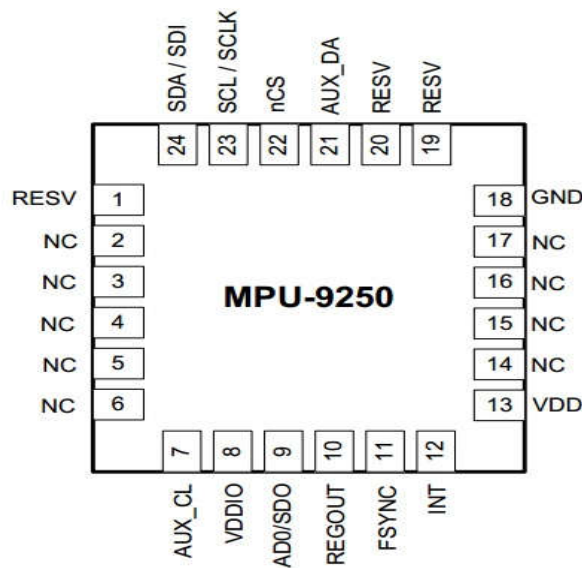 SDA / SDI
SCL / SCLK
nCS
AUX_DA
RESV
RESV
24
23
22
21
20
19
RESV 1
NC 2
NC 3
NC 4
NC 5
NC 6
MPU-9250
18 GND
17 NC
16 NC
15 NC
14 NC
13 VDD
7
8
9
10
11
12
AUX_CL
VDDIO
AD0/SDO
REGOUT
FSYNC
INT